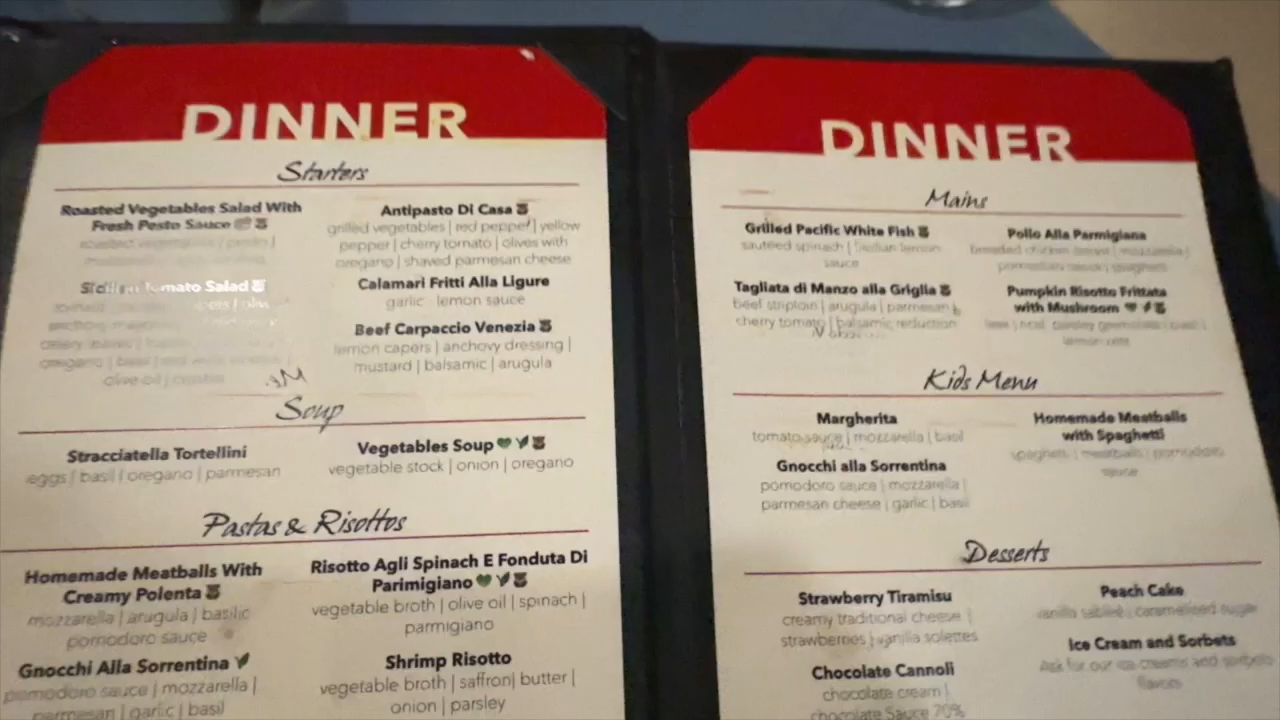 DINNER
Starters
Roasted Vegetables Salad With
Fresh Pesto Sauce
Sicilian Tomato Salad
olive oil
Antipasto Di Casa
grilled vegetables | red pepper | yellow
pepper | cherry tomato | olives with
oregano | shaved parmesan cheese
Calamari Fritti Alla Ligure
garlic lemon sauce
Beef Carpaccio Venezia
lemon capers | anchovy dressing |
mustard | balsamic | arugula
Soup
Stracciatella Tortellini
eggs | basil | oregano | parmesan
Vegetables Soup
vegetable stock | onion | oregano
Pastas & Risottos
Homemade Meatballs With
Creamy Polenta
mozzarella | arugula | basilic
pomodoro sauce
Gnocchi Alla Sorrentina
pomodoro sauce | mozzarella |
parmesan | garlic | basil
Risotto Agli Spinach E Fonduta Di
Parimigiano
vegetable broth | olive oil | spinach |
parmigiano
Shrimp Risotto
vegetable broth | saffron| butter |
onion | parsley
DINNER
Mains
Grilled Pacific White Fish
sauteed spinach | Sicilian lemon
sauce
Tagliata di Manzo alla Griglia
beef striploin | arugula | parmesan
cherry tomato | balsamic reduction
Pollo Alla Parmigiana
breaded chicken | mozzarella |
spaghetti
Pumpkin Risotto Frittata
with Mushroom
Kids Menu
Margherita
tomato sauce | mozzarella | basil
Gnocchi alla Sorrentina
pomodoro sauce | mozzarella |
parmesan cheese | garlic | basil
Homemade Meatballs
with Spaghetti
spaghetti | meatballs | pomodoro
sauce
Desserts
Strawberry Tiramisu
creamy traditional cheese |
strawberries | vanilla solettes
Chocolate Cannoli
chocolate cream |
chocolate Sauce 70%
Peach Cake
vanilla sablée | caramelised sugar
Ice Cream and Sorbets
Ask for our ice creams and sorbets
flavors